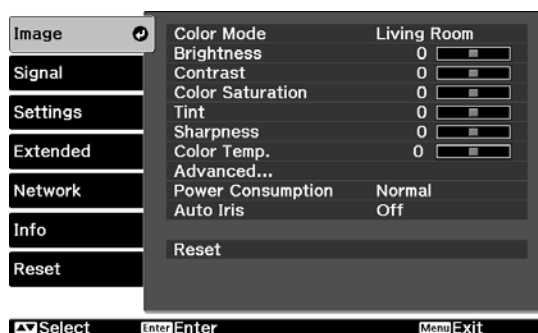 Image
Signal
Settings
Extended
Network
Info
Reset
Color Mode Living Room
Brightness 0
Contrast 0
Color Saturation 0
Tint 0
Sharpness 0
Color Temp. 0
Advanced...
Power Consumption Normal
Auto Iris Off
Reset
Select Enter Enter Menu Exit